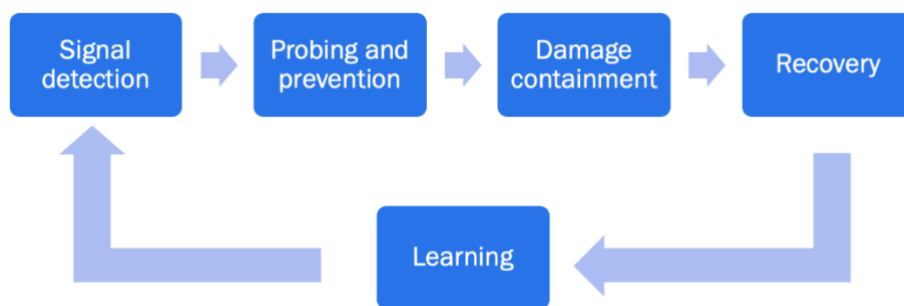 Signal
detection
Probing and
prevention
Damage
containment
Recovery
Learning